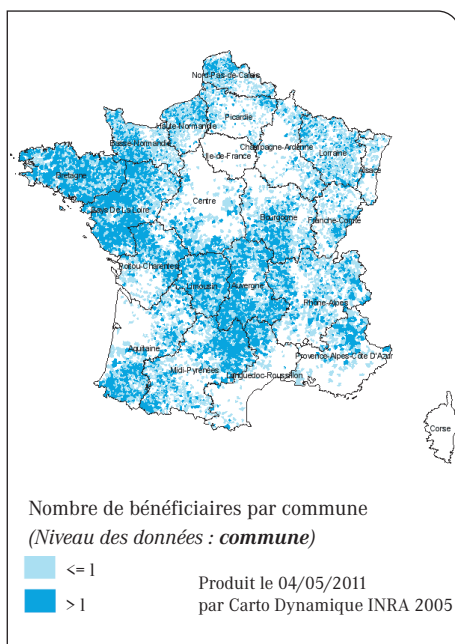 Nord-Pas-de-Calais
Picardie
Haute-Normandie
Basse-Normandie
Champagne-Ardenne
Ile-de-France
Lorraine
Alsace
Bretagne
Pays De La Loire
Centre
Bourgogne
Franche-Comté
Poitou-Charentes
Limousin
Auvergne
Rhone-Alpes
Aquitaine
Midi-Pyrénées
Languedoc-Roussillon
Provence-Alpes-Cote D'Azur
Corse
Nombre de bénéficiaires par commune
(Niveau des données : commune)
<= 1
> 1
Produit le 04/05/2011
par Carto Dynamique INRA 2005